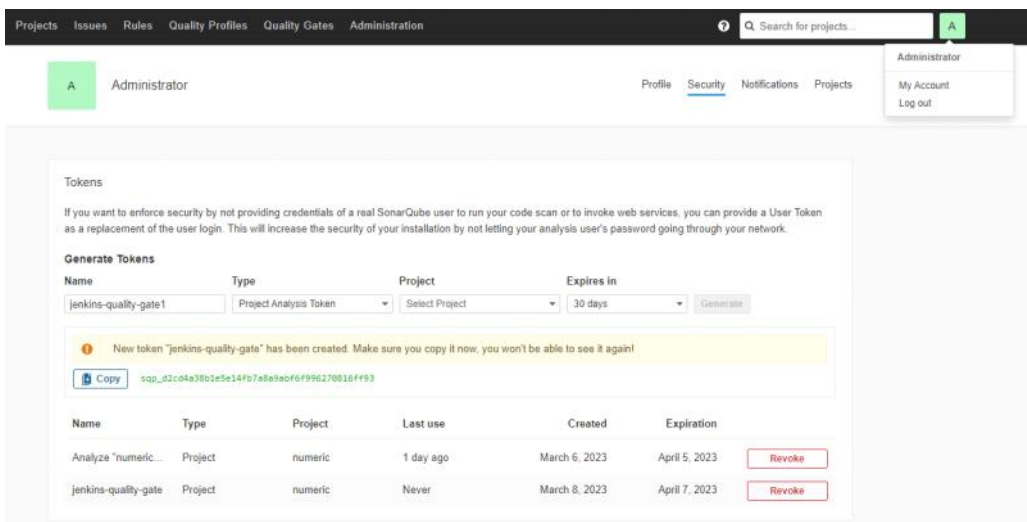 Projects Issues Rules Quality Profiles Quality Gates Administration Search for projects... A
Administrator
My Account
Log out
A Administrator Profile Security Notifications Projects
Tokens
If you want to enforce security by not providing credentials of a real SonarQube user to run your code scan or to invoke web services, you can provide a User Token
as a replacement of the user login. This will increase the security of your installation by not letting your analysis user's password going through your network.
Generate Tokens
Name Type Project Expires in
jenkins-quality-gate1 Project Analysis Token Select Project 30 days Generate
New token "jenkins-quality-gate" has been created. Make sure you copy it now, you won't be able to see it again!
Copy sqp_d2cd4a38b1e5e14fb7a8a9abf6f996270816ff93
Name Type Project Last use Created Expiration
Analyze "numeric... Project numeric 1 day ago March 6, 2023 April 5, 2023 Revoke
jenkins-quality-gate Project numeric Never March 8, 2023 April 7, 2023 Revoke